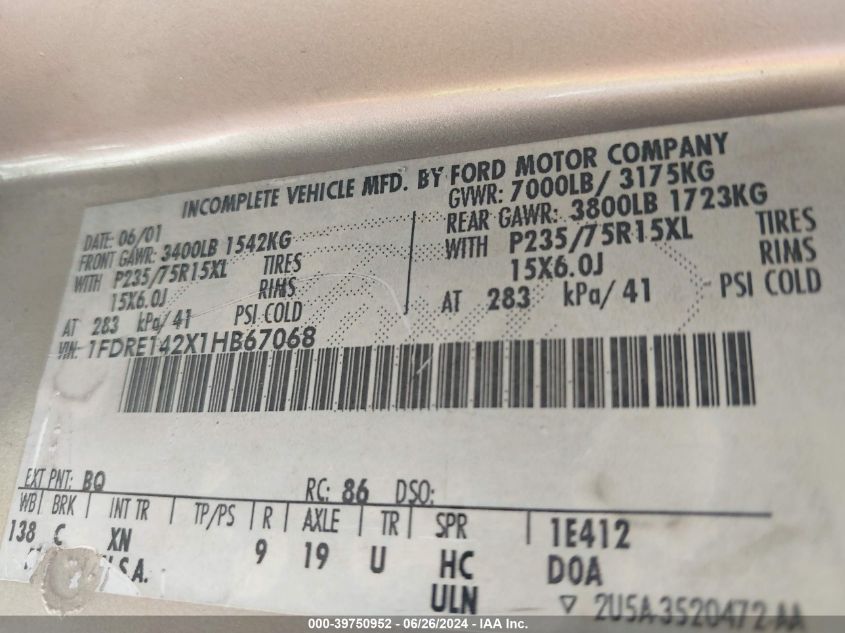 INCOMPLETE VEHICLE MFD. BY FORD MOTOR COMPANY
DATE: 06/01
GVWR: 7000LB/ 3175KG
FRONT GAWR: 3400LB 1542KG
REAR GAWR: 3800LB 1723KG
WITH P235/75R15XL TIRES
WITH P235/75R15XL TIRES
15X6.0J RIMS
15X6.0J RIMS
AT 283 kPa/41 PSI COLD
AT 283 kPa/41 PSI COLD
VIN: 1FDRE142X1HB67068
EXT PNT: BQ RC: 86 DSO:
WB BRK INT TR TP/PS R AXLE TR SPR 1E412
138 C XN 9 19 U HC DOA
U.S.A. ULN 2U5A 3520472 AA
000-39750952 - 06/26/2024 - IAA Inc.